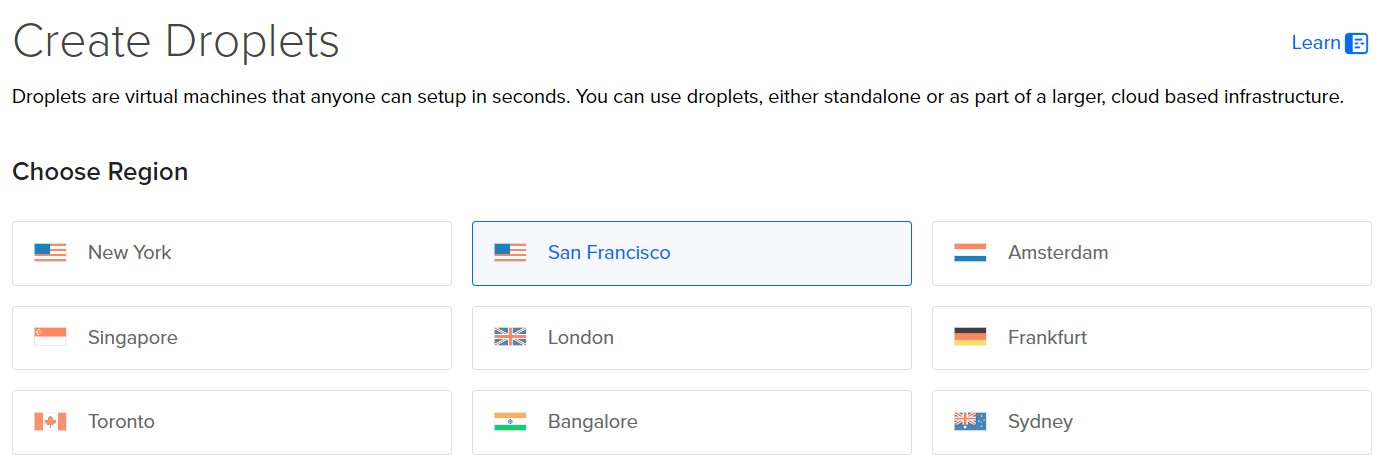 Create Droplets
Learn
Droplets are virtual machines that anyone can setup in seconds. You can use droplets, either standalone or as part of a larger, cloud based infrastructure.
Choose Region
New York
San Francisco
Amsterdam
Singapore
London
Frankfurt
Toronto
Bangalore
Sydney